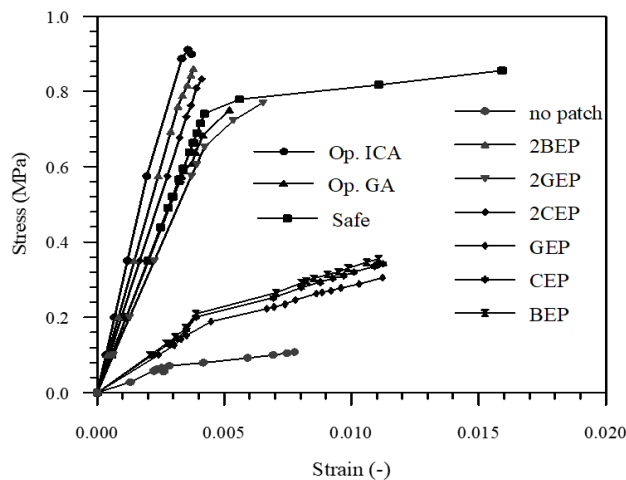 1.0
0.8
0.6
0.4
0.2
0.0
Stress (MPa)
Op. ICA
Op. GA
Safe
no patch
2BEP
2GEP
2CEP
GEP
CEP
BEP
0.000 0.005 0.010 0.015 0.020
Strain (-)